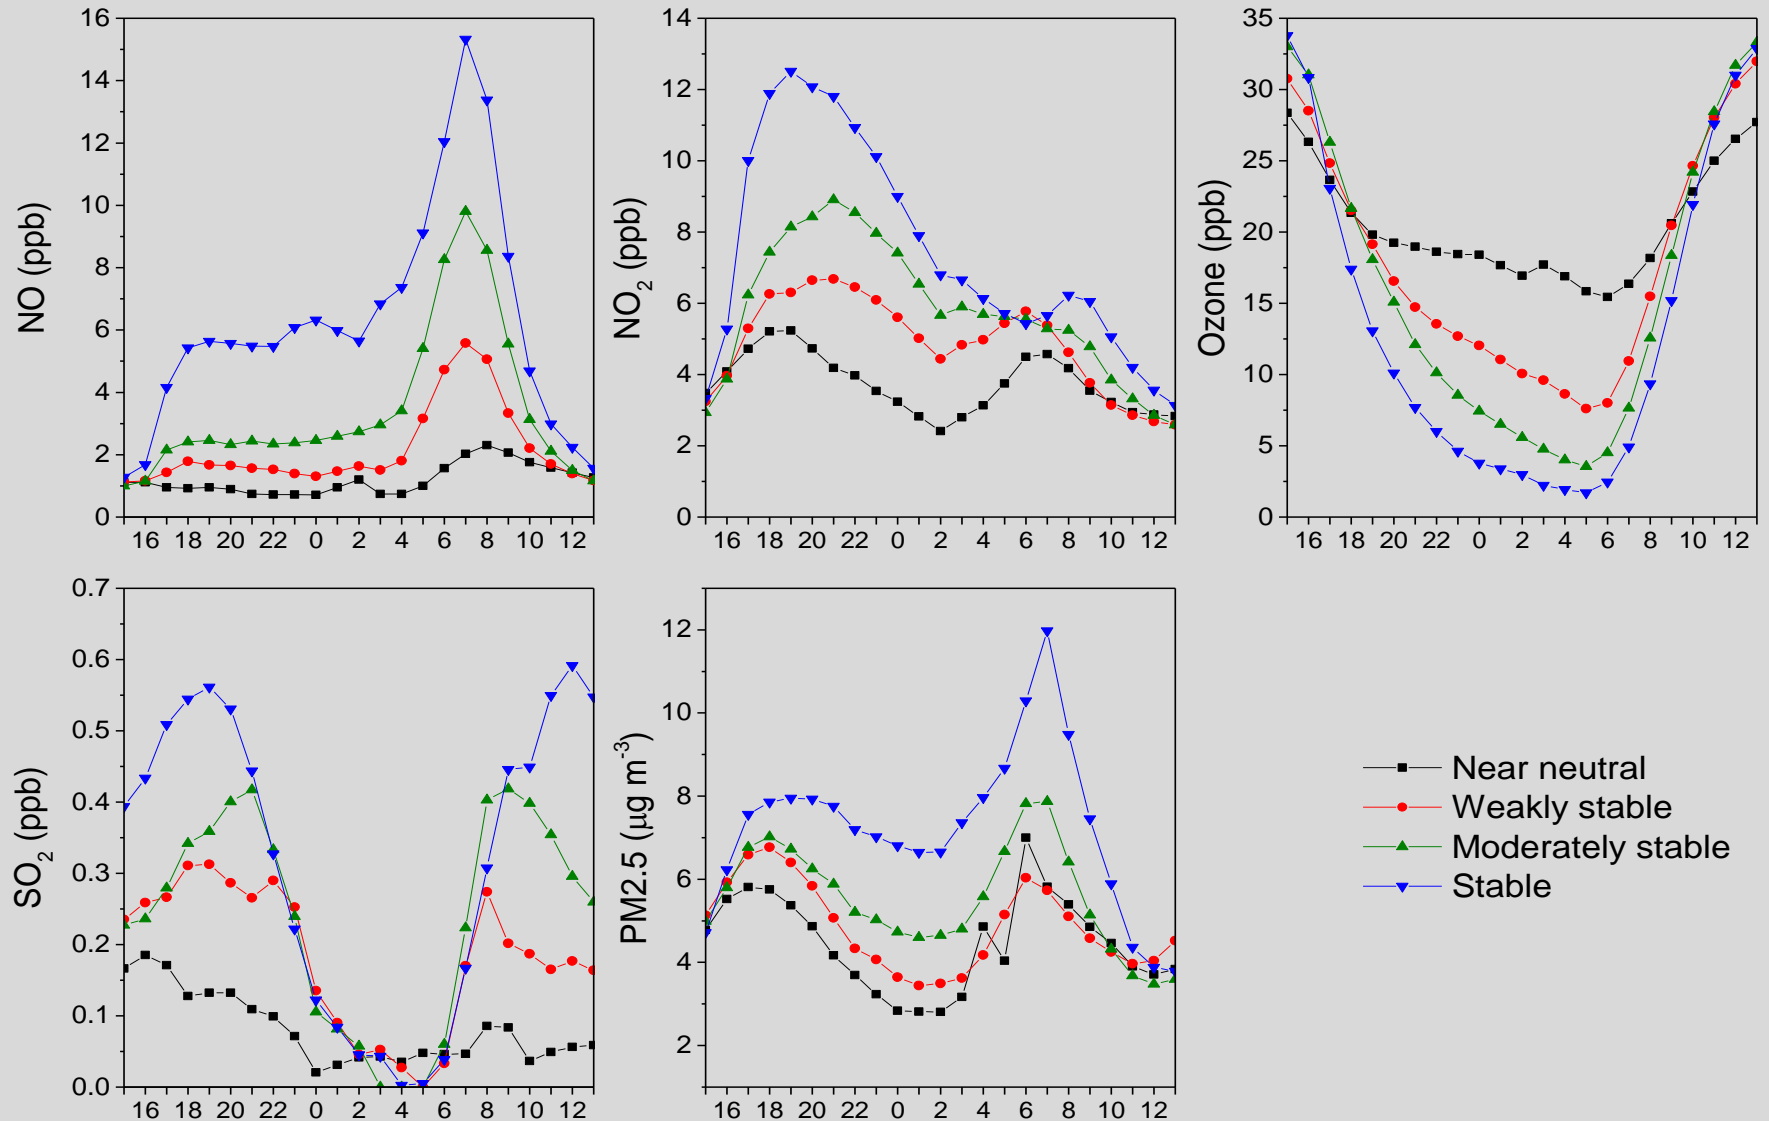 16
14
12
10
8
6
4
2
0
NO (ppb)
16 18 20 22 0 2 4 6 8 10 12
14
12
10
8
6
4
2
0
NO2 (ppb)
16 18 20 22 0 2 4 6 8 10 12
35
30
25
20
15
10
5
0
Ozone (ppb)
16 18 20 22 0 2 4 6 8 10 12
0.7
0.6
0.5
0.4
0.3
0.2
0.1
0.0
SO2 (ppb)
16 18 20 22 0 2 4 6 8 10 12
12
10
8
6
4
2
PM2.5 (μg m-3)
16 18 20 22 0 2 4 6 8 10 12
Near neutral
Weakly stable
Moderately stable
Stable